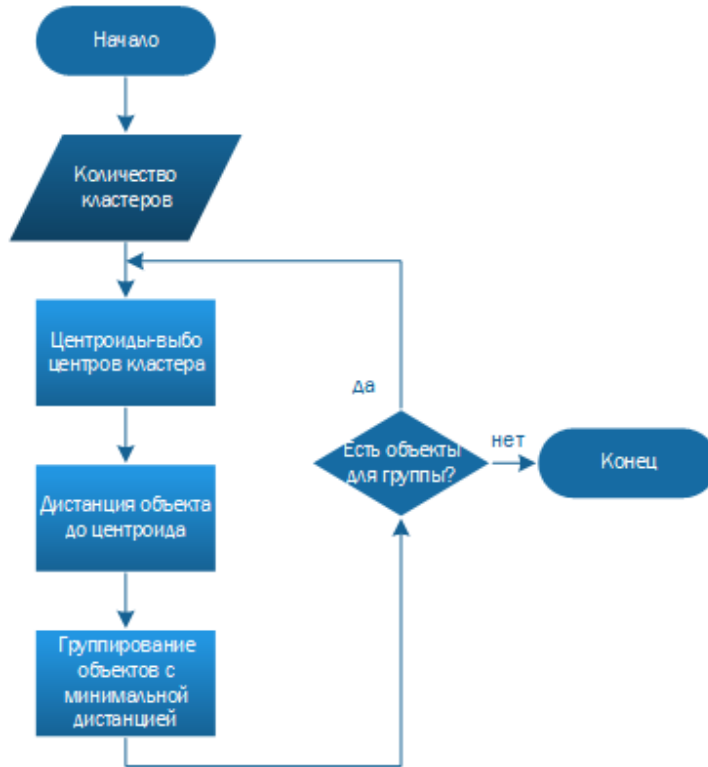 Начало
Количество
кластеров
Центроиды-выбо
центров кластера
да
Есть объекты
для группы?
нет
Конец
Дистанция объекта
до центроида
Группирование
объектов с
минимальной
дистанцией